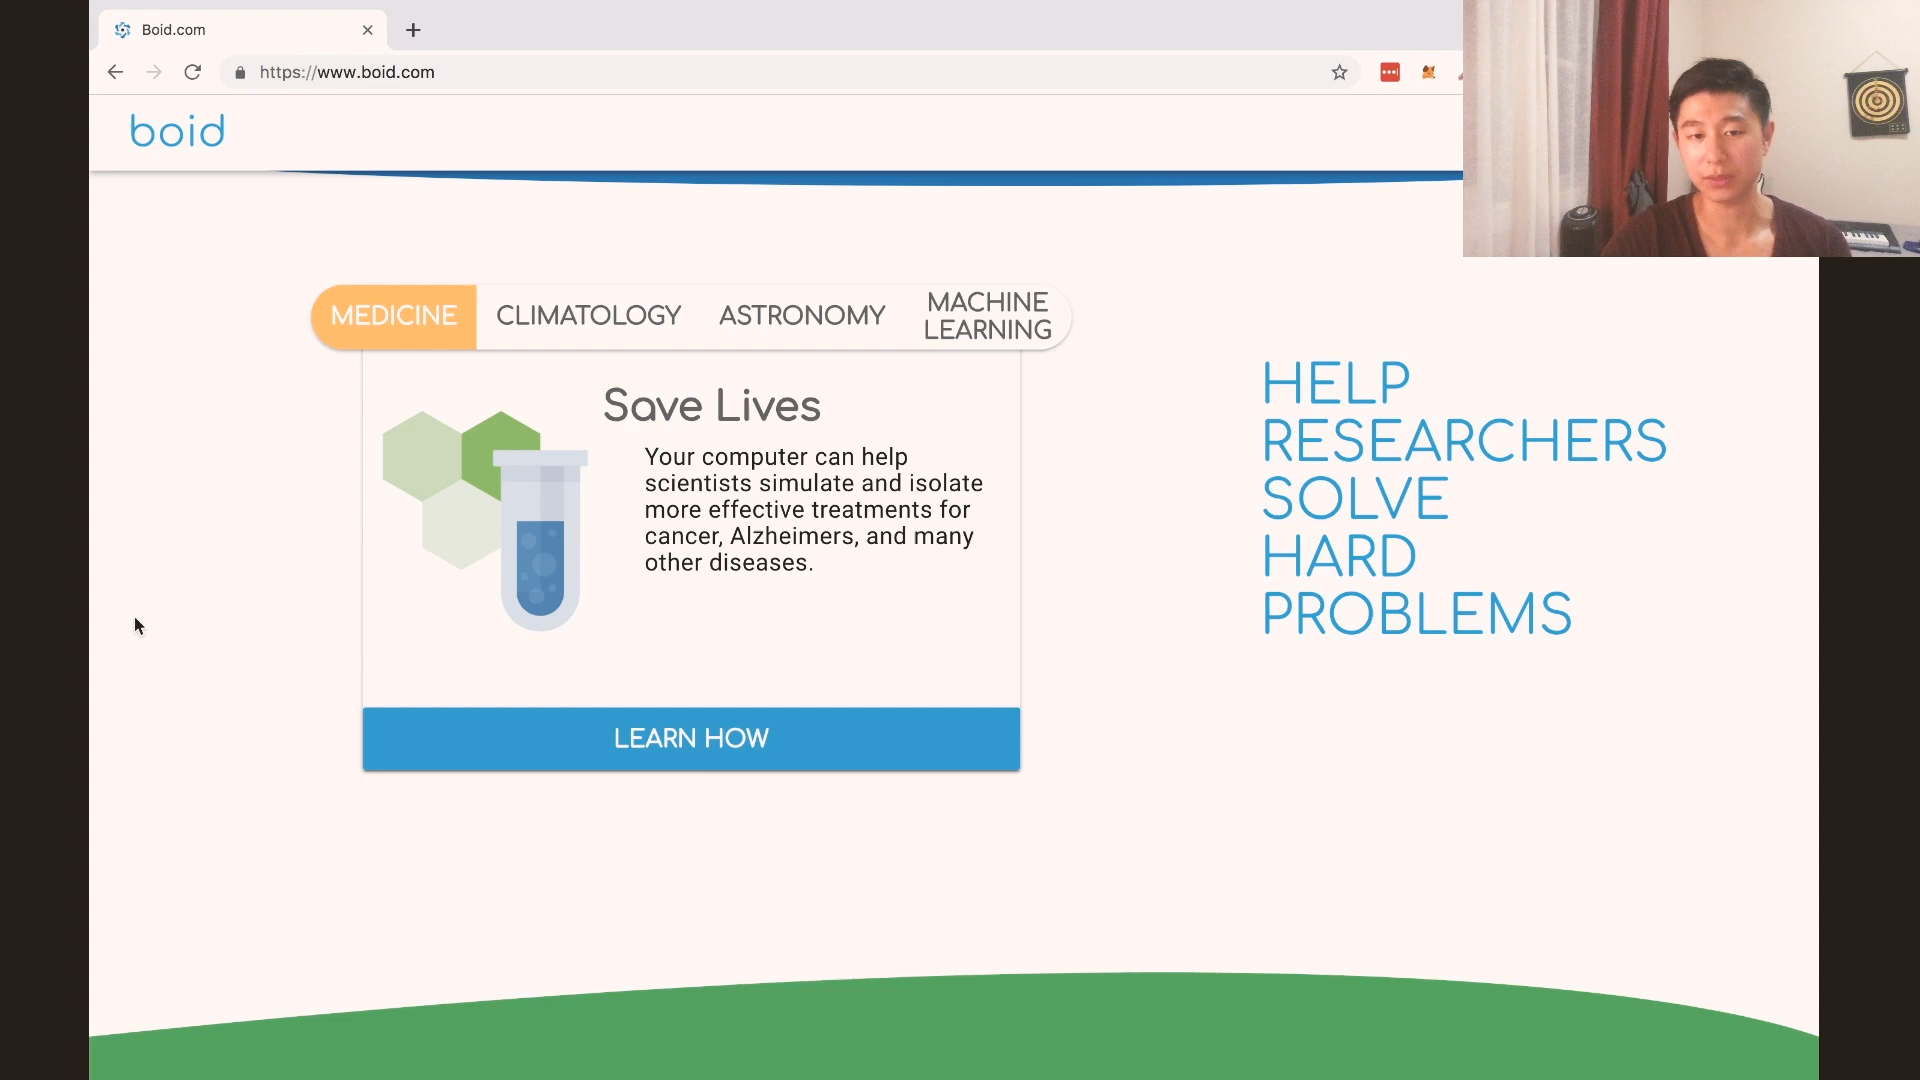 Boid.com
https://www.boid.com
boid
MEDICINE
CLIMATOLOGY
ASTRONOMY
MACHINE
LEARNING
Save Lives
Your computer can help
scientists simulate and isolate
more effective treatments for
cancer, Alzheimers, and many
other diseases.
LEARN HOW
HELP
RESEARCHERS
SOLVE
HARD
PROBLEMS